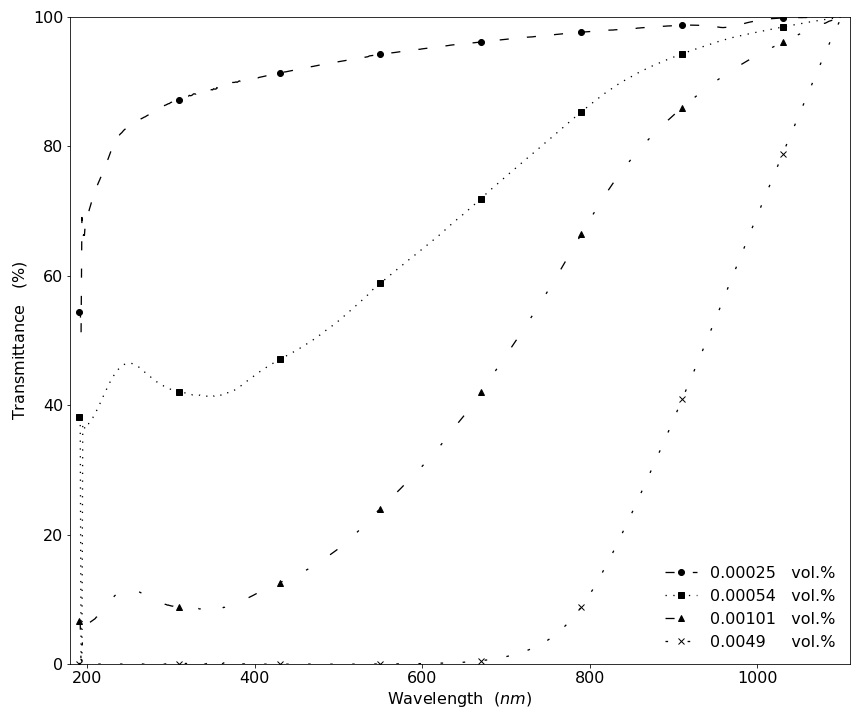 100
80
60
40
20
0
Transmittance (%)
200 400 600 800 1000
Wavelength (nm)
0.00025 vol.%
0.00054 vol.%
0.00101 vol.%
0.0049 vol.%